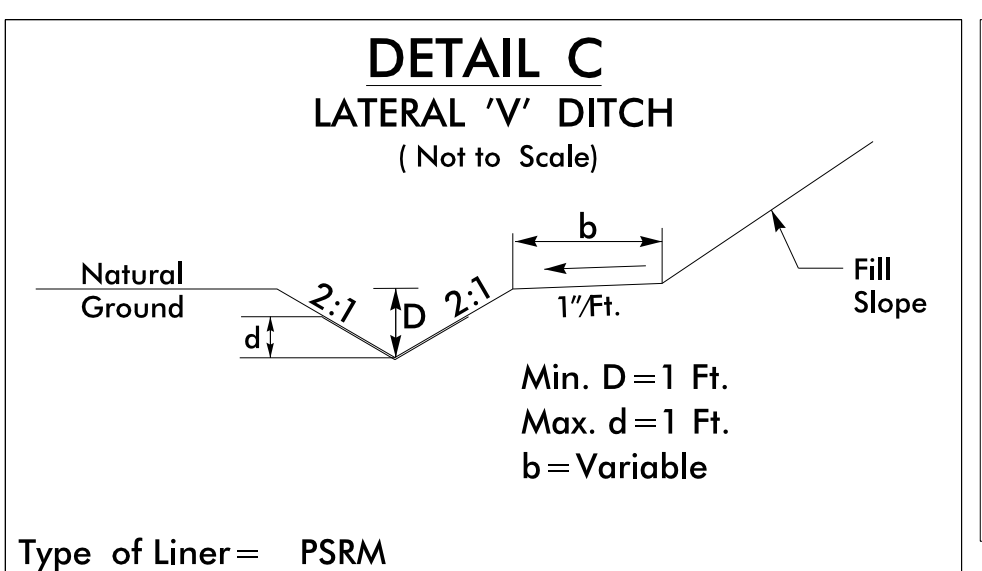 DETAIL C
LATERAL 'V' DITCH
( Not to Scale)
b
Natural
Ground
2:1
D
2:1
1"/Ft.
Fill
Slope
d
Min. D = 1 Ft.
Max. d = 1 Ft.
b = Variable
Type of Liner = PSRM